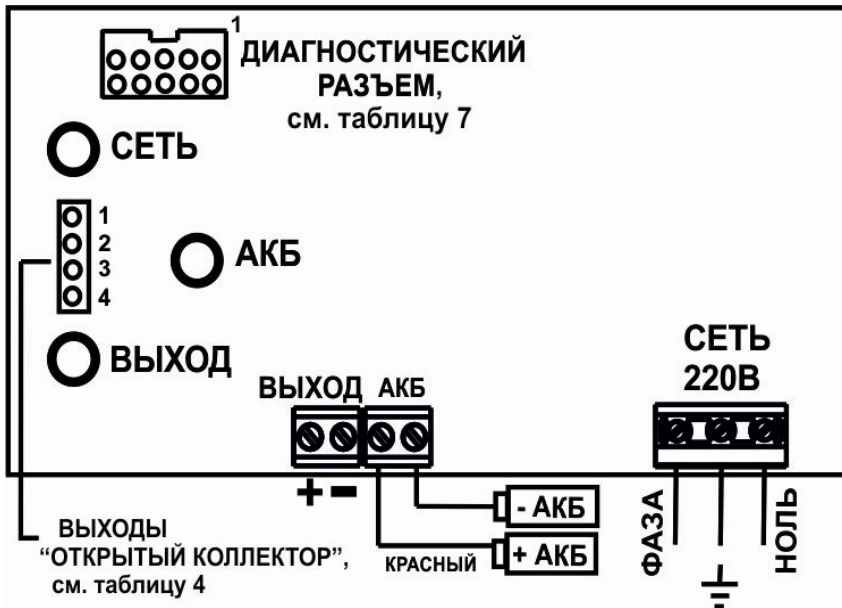 1
ДИАГНОСТИЧЕСКИЙ
РАЗЪЕМ,
см. таблицу 7
СЕТЬ
1
2
3
4
АКБ
ВЫХОД
СЕТЬ
220В
ВЫХОД АКБ
+ −
- АКБ
+ АКБ
КРАСНЫЙ
ФАЗА
НОЛЬ
ВЫХОДЫ
“ОТКРЫТЫЙ КОЛЛЕКТОР”,
см. таблицу 4